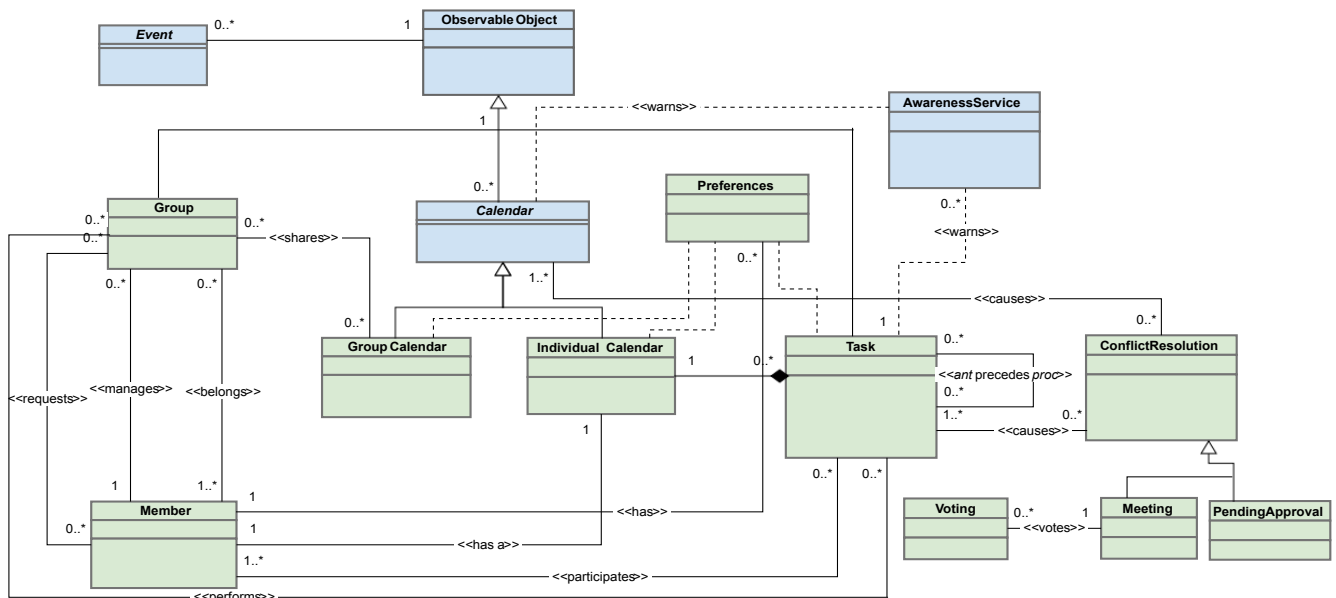 0..*
1
Observable Object
Event
<<warns>>
AwarenessService
1
0..*
Preferences
0..*
Group
0..*
0..*
0..*
<<shares>>
Calendar
<<warns>>
0..*
0..*
1..*
0..*
<<causes>>
0..*
1
0..*
0..*
Group Calendar
Individual Calendar
Task
ConflictResolution
1
0..*
<<ant precedes proc>>
<<manages>>
<<belongs>>
<<requests>>
0..*
1..*
0..*
<<causes>>
1
0..*
0..*
1
1..*
1
Member
<<has>>
Voting
0..*
1
Meeting
PendingApproval
0..*
1
<<votes>>
<<has a>>
1..*
<<participates>>
<<performs>>